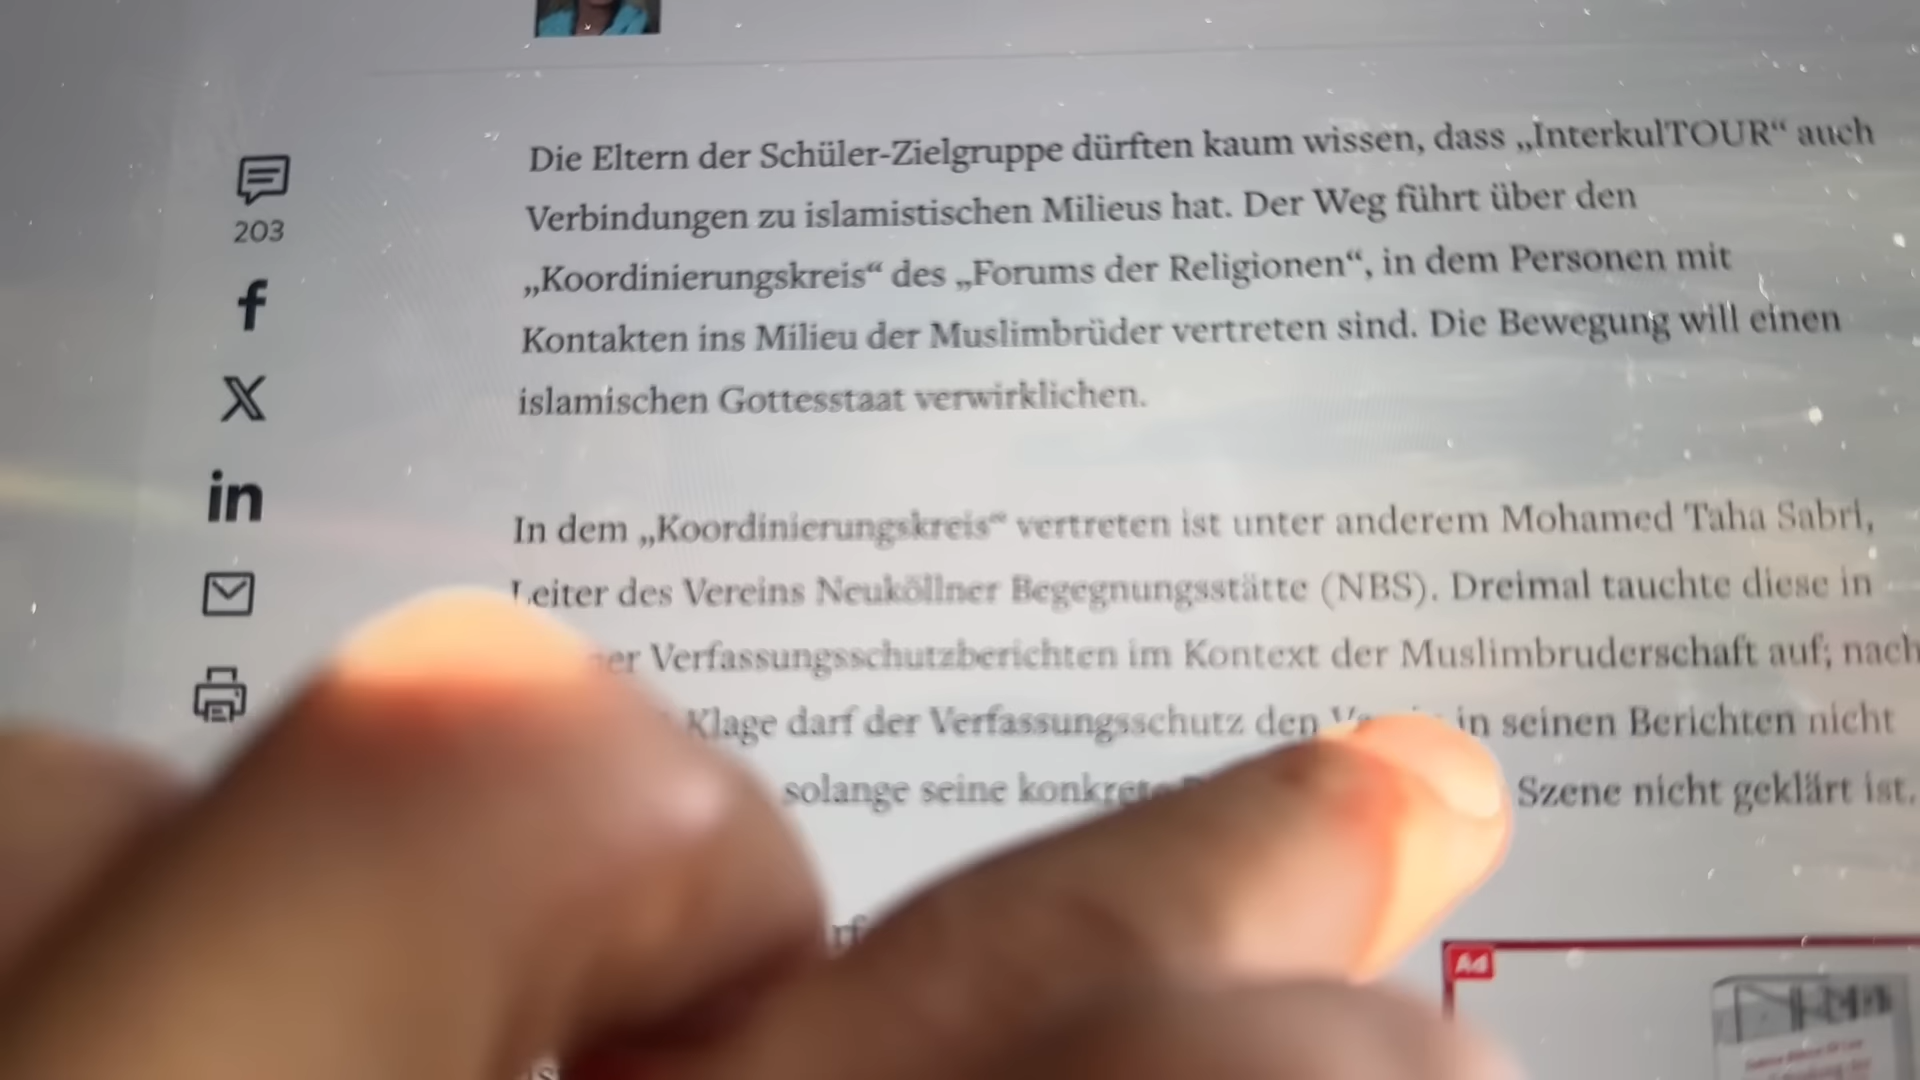 Die Eltern der Schüler-Zielgruppe dürften kaum wissen, dass „InterkulTOUR“ auch
Verbindungen zu islamistischen Milieus hat. Der Weg führt über den
203
„Koordinierungskreis“ des „Forums der Religionen“, in dem Personen mit
Kontakten ins Milieu der Muslimbrüder vertreten sind. Die Bewegung will einen
islamischen Gottesstaat verwirklichen.
In dem „Koordinierungskreis“ vertreten ist unter anderem Mohamed Taha Sabri,
Leiter des Vereins Neuköllner Begegnungsstätte (NBS). Dreimal tauchte diese in
Verfassungsschutzberichten im Kontext der Muslimbruderschaft auf; nach
Klage darf der Verfassungsschutz den in seinen Berichten nicht
solange seine Szene nicht geklärt ist.
Ad